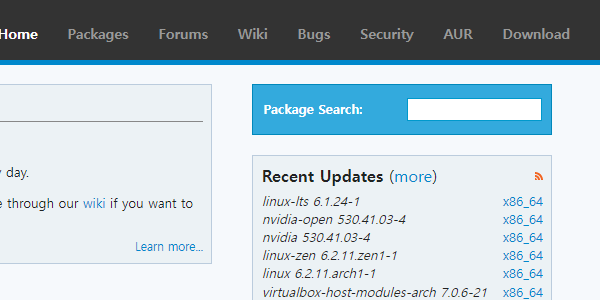 Home Packages Forums Wiki Bugs Security AUR Download
Package Search:
day.
through our wiki if you want to
Learn more...
Recent Updates (more)
linux-lts 6.1.24-1 x86_64
nvidia-open 530.41.03-4 x86_64
nvidia 530.41.03-4 x86_64
linux-zen 6.2.11.zen1-1 x86_64
linux 6.2.11.arch1-1 x86_64
virtualbox-host-modules-arch 7.0.6-21 x86_64